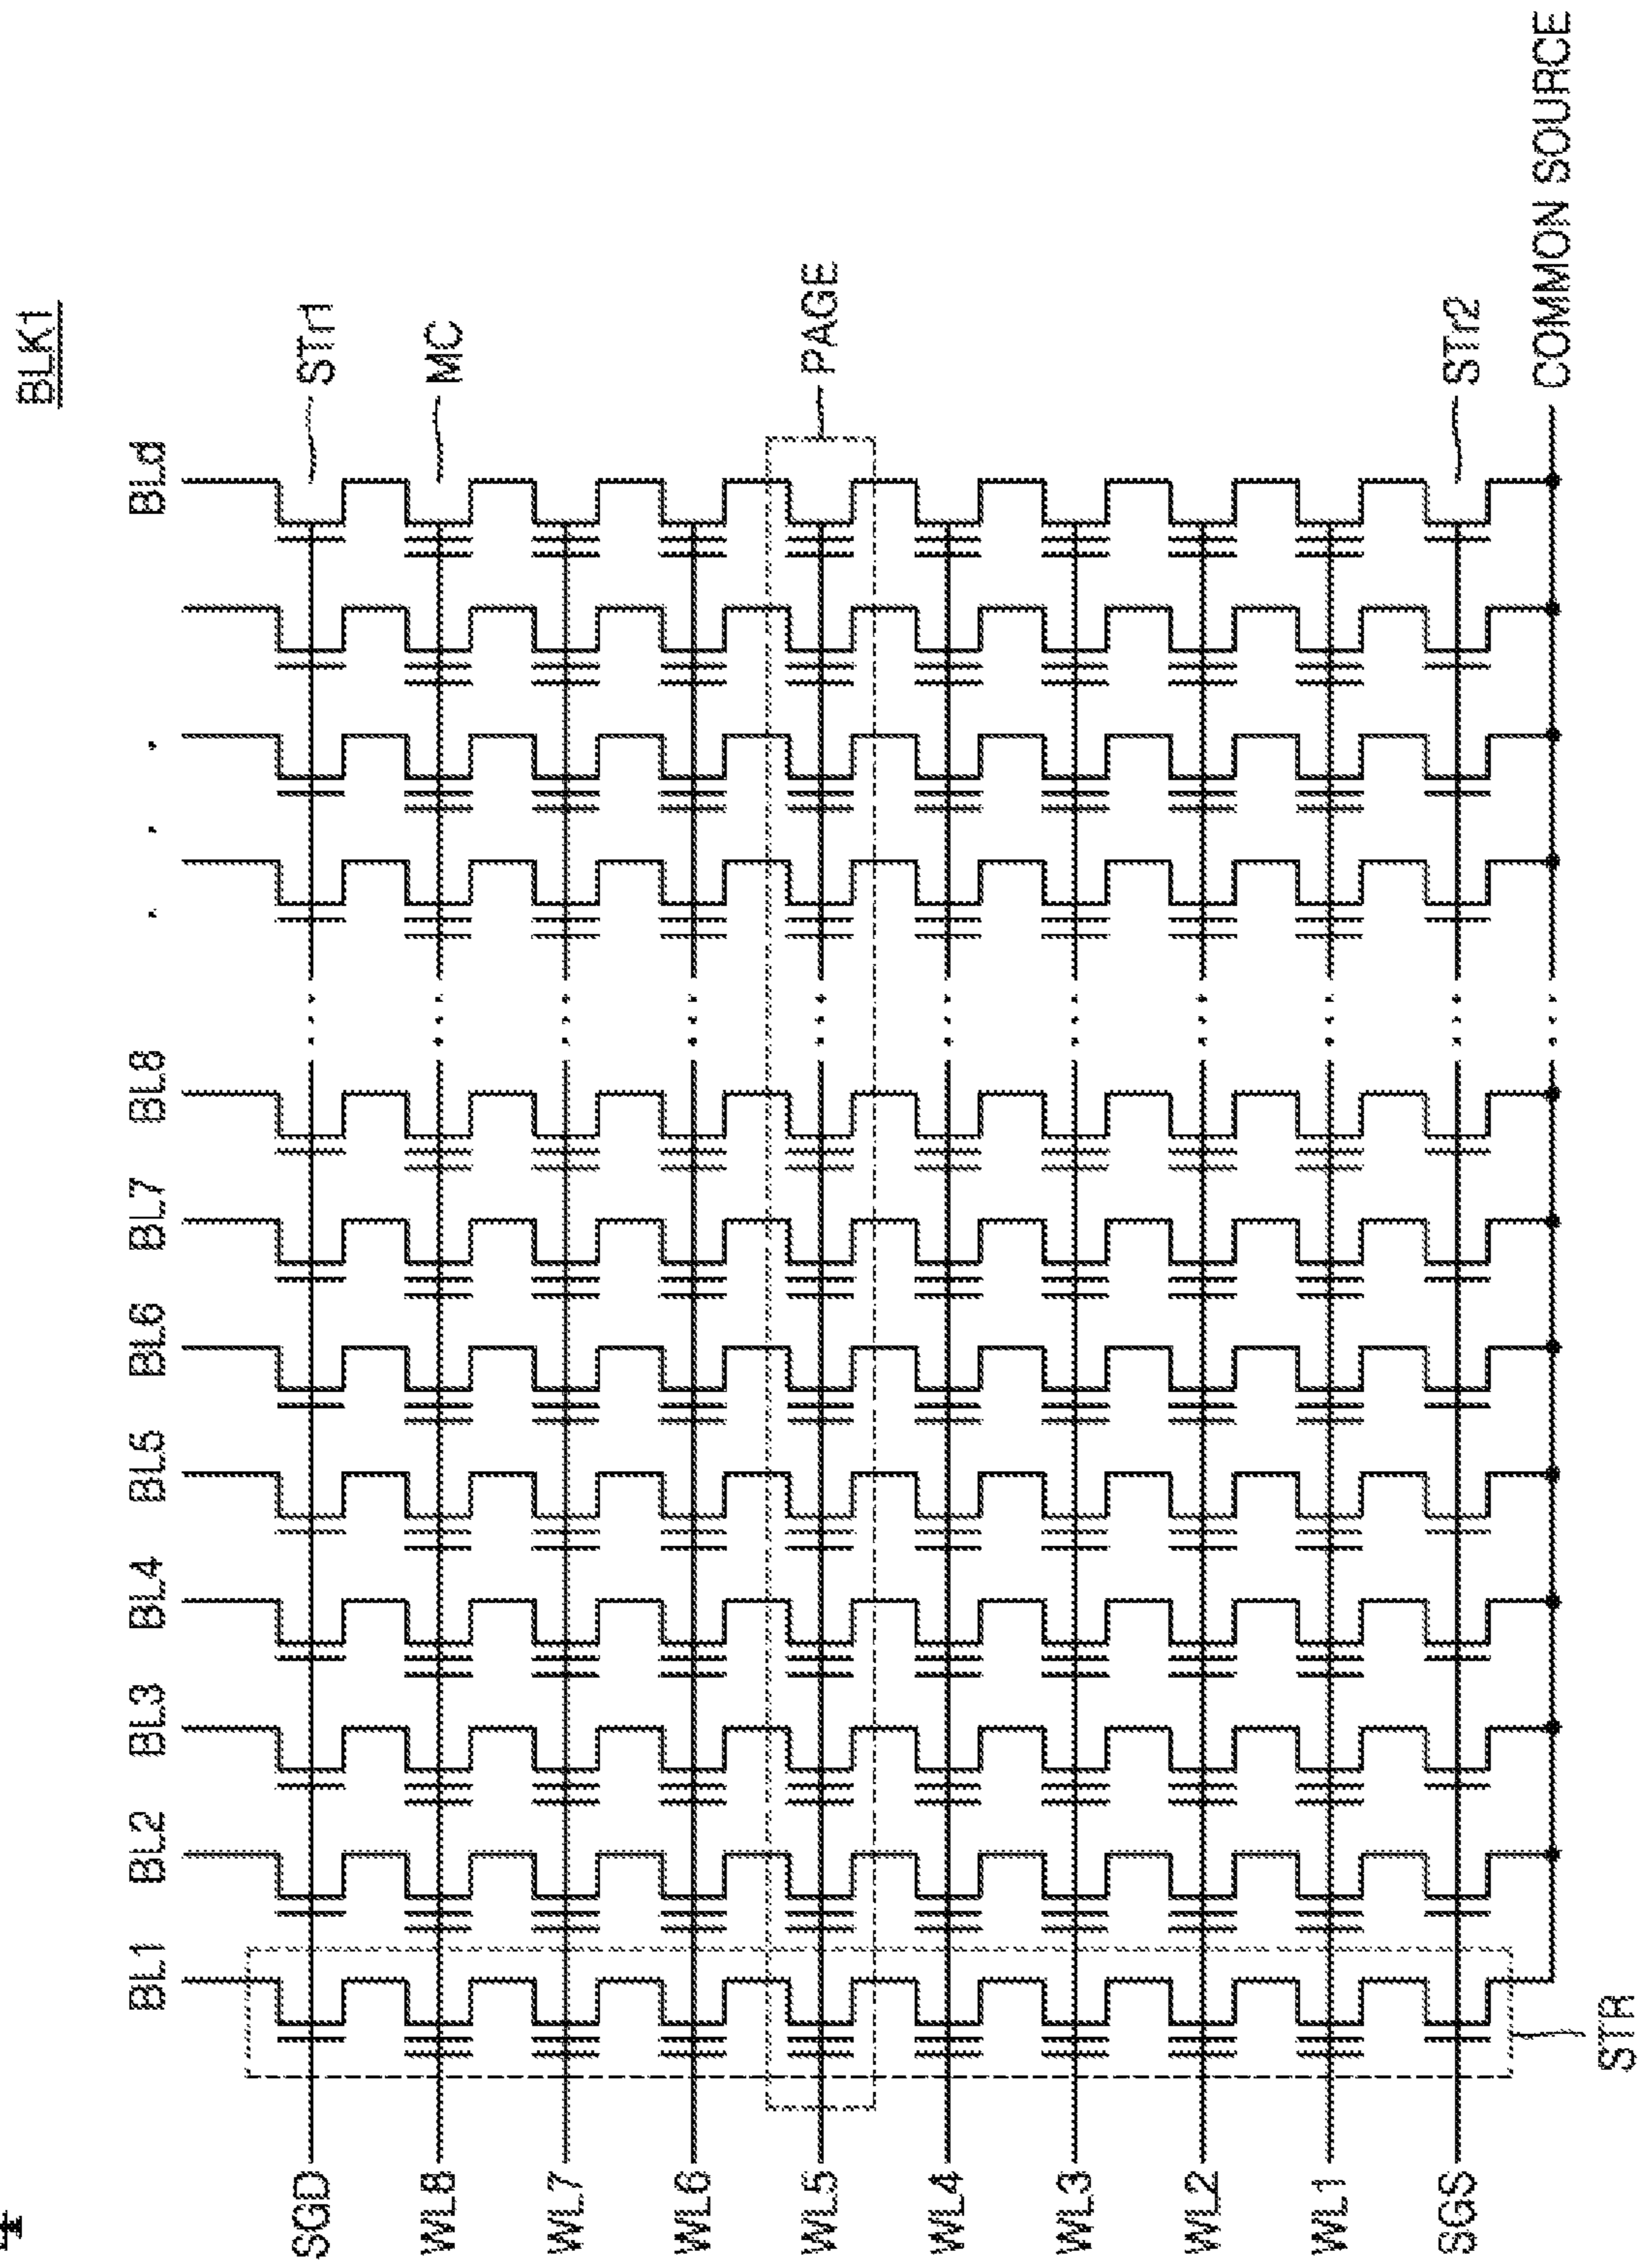 BLK1
BL1 BL2 BL3 BL4 BL5 BL6 BL7 BL8 . . . BLd
SGD
STr1
WL8
MC
WL7
WL6
WL5
PAGE
WL4
WL3
WL2
WL1
SGS
STr2
COMMON SOURCE
STR